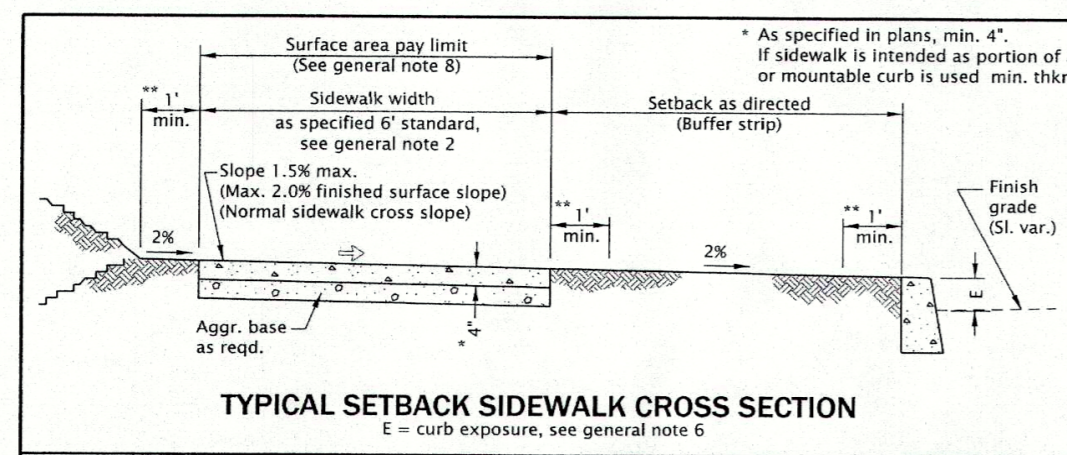 * As specified in plans, min. 4".
If sidewalk is intended as portion of
or mountable curb is used min.
Surface area pay limit
(See general note 8)
** 1'
min.
Sidewalk width
as specified 6' standard,
see general note 2
Setback as directed
(Buffer strip)
Slope 1.5% max.
(Max. 2.0% finished surface slope)
(Normal sidewalk cross slope)
** 1'
min.
** 1'
min.
Finish
grade
(Sl. var.)
2%
2%
E
* 4"
Aggr. base
as reqd.
TYPICAL SETBACK SIDEWALK CROSS SECTION
E = curb exposure, see general note 6